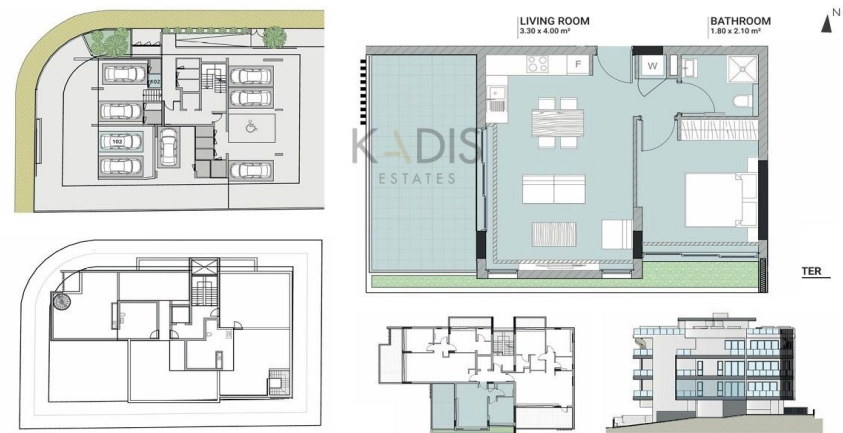 LIVING ROOM
3.30 x 4.00 m²
BATHROOM
1.80 x 2.10 m²
N
F
W
KADIS
ESTATES
TER
102
102